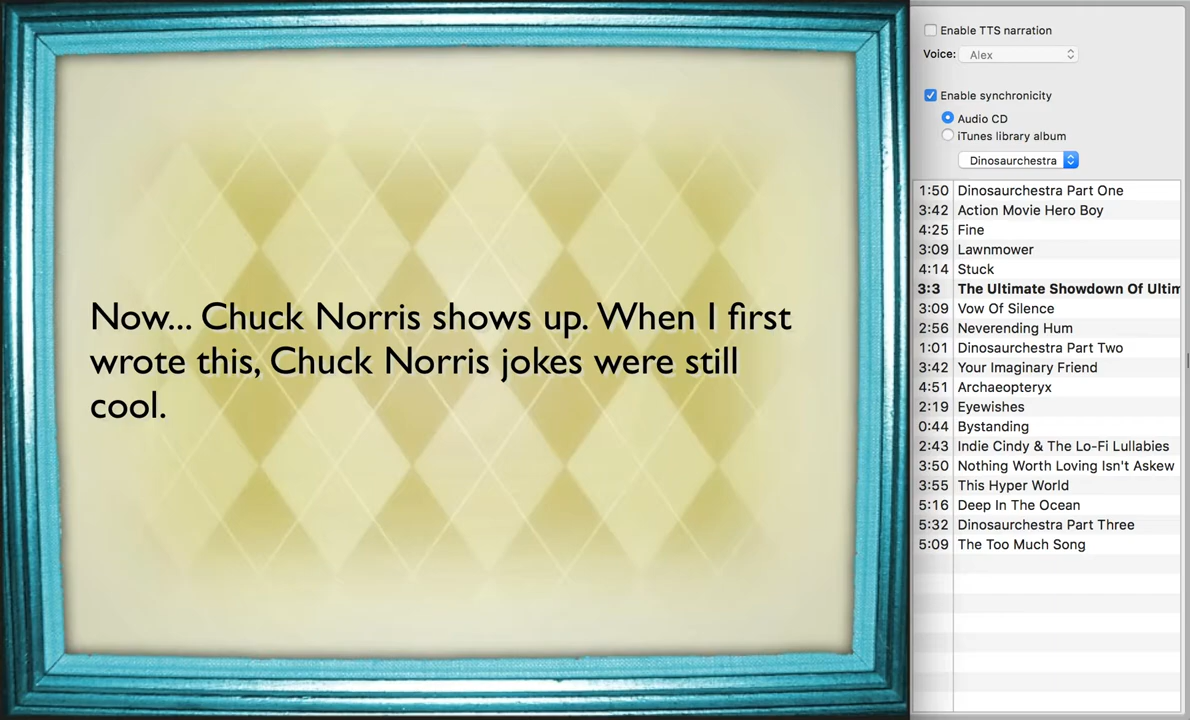 Now... Chuck Norris shows up. When I first
wrote this, Chuck Norris jokes were still
cool.
Enable TTS narration
Voice: Alex
Enable synchronicity
Audio CD
iTunes library album
Dinosaurchestra
1:50 Dinosaurchestra Part One
3:42 Action Movie Hero Boy
4:25 Fine
3:09 Lawnmower
4:14 Stuck
3:3 The Ultimate Showdown Of Ultim
3:09 Vow Of Silence
2:56 Neverending Hum
1:01 Dinosaurchestra Part Two
3:42 Your Imaginary Friend
4:51 Archaeopteryx
2:19 Eyewishes
0:44 Bystanding
2:43 Indie Cindy & The Lo-Fi Lullabies
3:50 Nothing Worth Loving Isn't Askew
3:55 This Hyper World
5:16 Deep In The Ocean
5:32 Dinosaurchestra Part Three
5:09 The Too Much Song